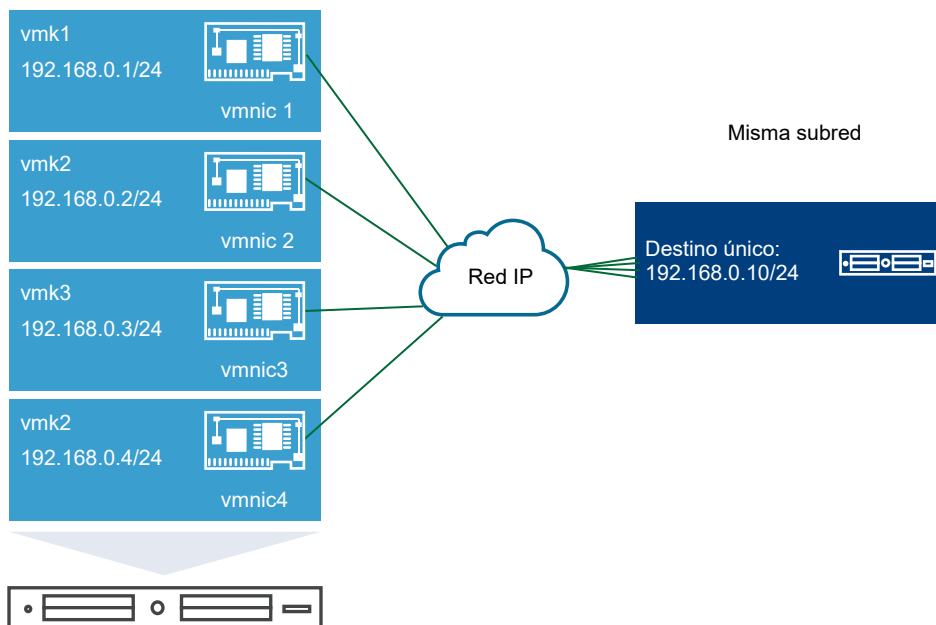 vmk1
192.168.0.1/24
vmnic 1
vmk2
192.168.0.2/24
vmnic 2
vmk3
192.168.0.3/24
vmnic3
vmk2
192.168.0.4/24
vmnic4
Red IP
Misma subred
Destino único:
192.168.0.10/24